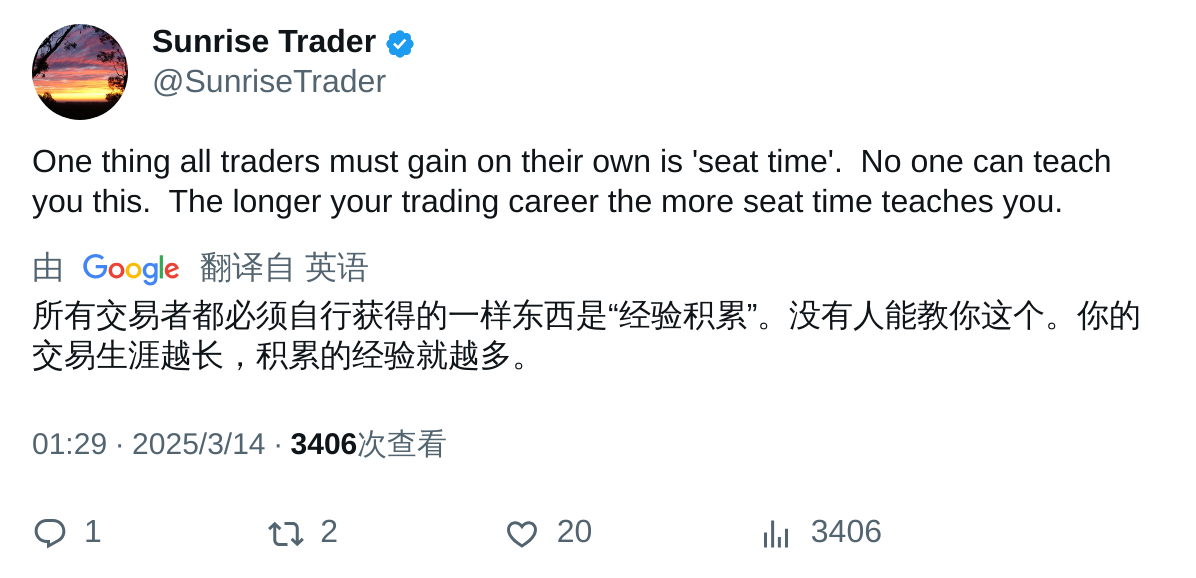 Sunrise Trader
@SunriseTrader
One thing all traders must gain on their own is 'seat time'.  No one can teach
you this.  The longer your trading career the more seat time teaches you.
由 Google 翻译自 英语
所有交易者都必须自行获得的一样东西是“经验积累”。没有人能教你这个。你的
交易生涯越长，积累的经验就越多。
01:29 · 2025/3/14 · 3406次查看
1 2 20 3406